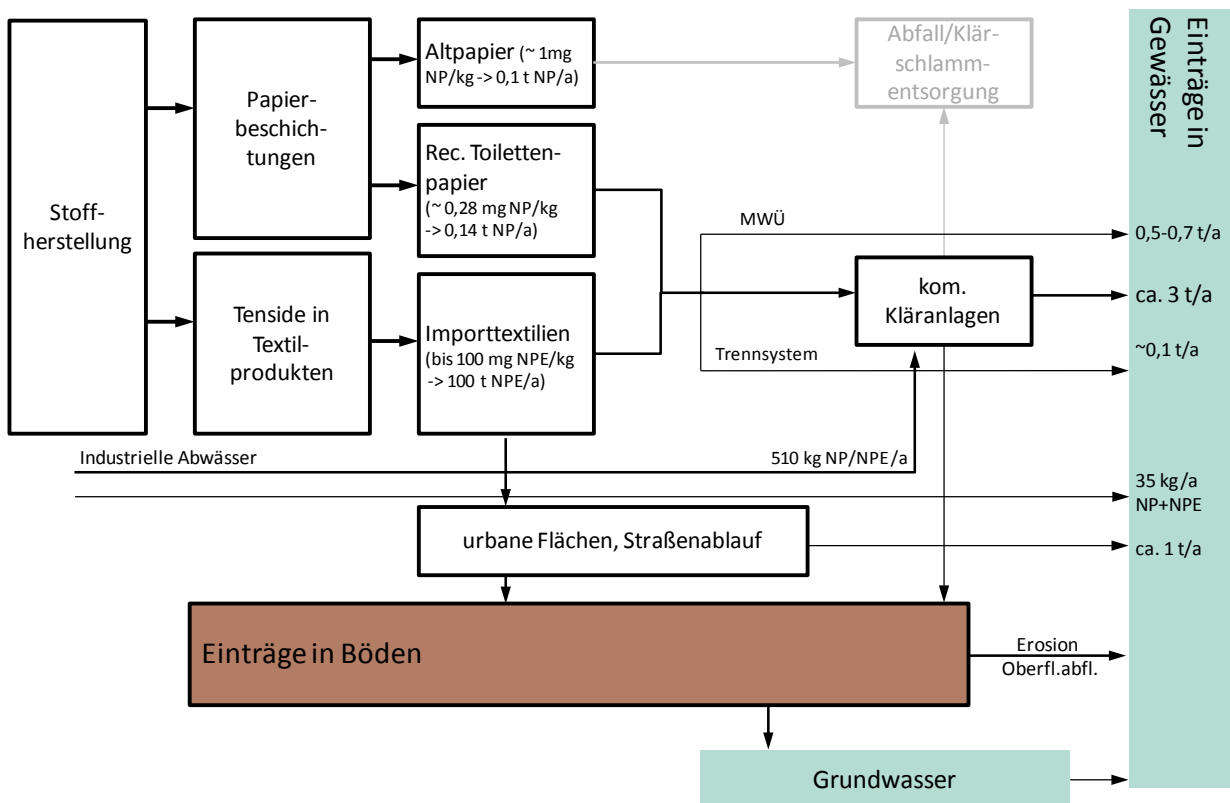 Stoff-
herstellung
Papier-
beschich-
tungen
Tenside in
Textil-
produkten
Altpapier (~ 1mg
NP/kg -> 0,1 t NP/a)
Rec. Toiletten-
papier
(~ 0,28 mg NP/kg
-> 0,14 t NP/a)
Importtextilien
(bis 100 mg NPE/kg
-> 100 t NPE/a)
Abfall/Klär-
schlamm-
entsorgung
MWÜ
kom.
Kläranlagen
Trennsystem
Industrielle Abwässer
510 kg NP/NPE/a
urbane Flächen, Straßenablauf
Einträge in Böden
Erosion
Oberfl.abfl.
Grundwasser
Einträge in
Gewässer
0,5-0,7 t/a
ca. 3 t/a
~0,1 t/a
35 kg/a
NP+NPE
ca. 1 t/a